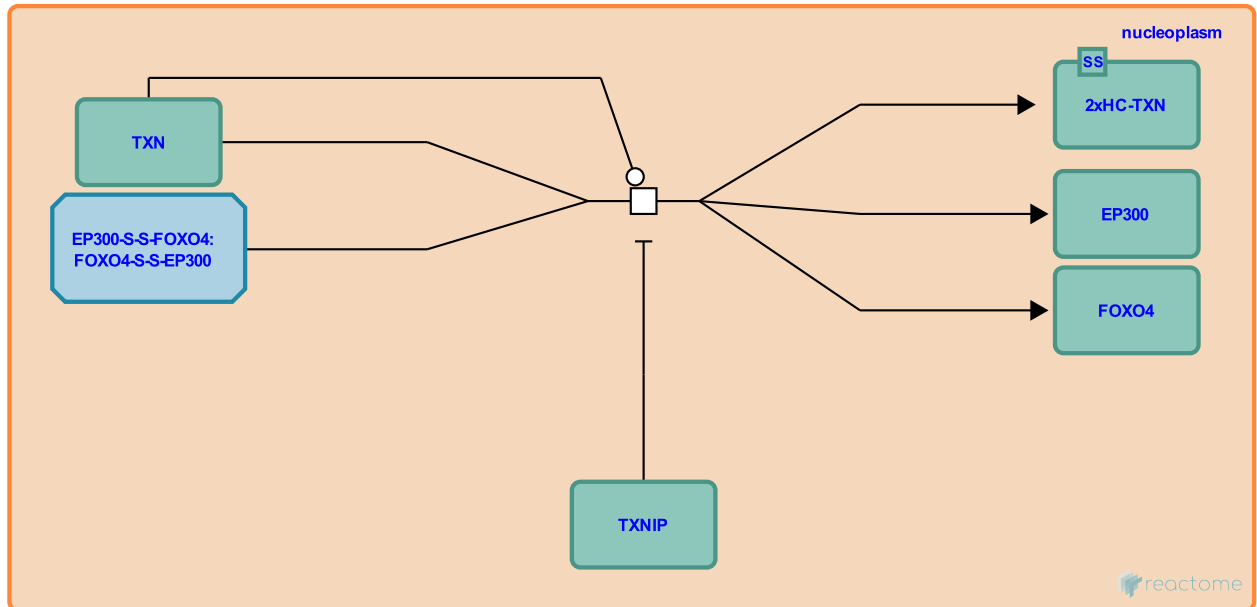 nucleoplasm
SS
2xHC-TXN
TXN
EP300-S-S-FOXO4:
FOXO4-S-S-EP300
EP300
FOXO4
TXNIP
reactome